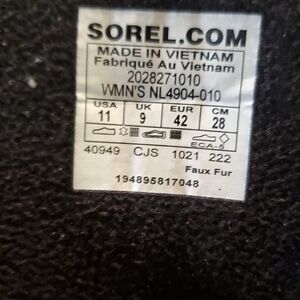 SOREL.COM
MADE IN VIETNAM
Fabriqué Au Vietnam
2028271010
WMN'S NL4904-010
USA UK EUR CM
11 9 42 28
ECA-5
40949 CJS 1021 222
Faux Fur
194895817048